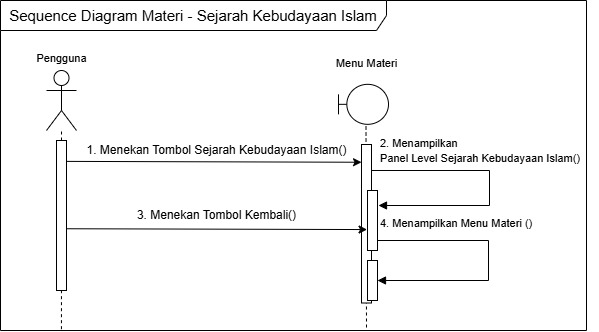 Sequence Diagram Materi - Sejarah Kebudayaan Islam
Pengguna
Menu Materi
1. Menekan Tombol Sejarah Kebudayaan Islam()
2. Menampilkan
Panel Level Sejarah Kebudayaan Islam()
3. Menekan Tombol Kembali()
4. Menampilkan Menu Materi ()